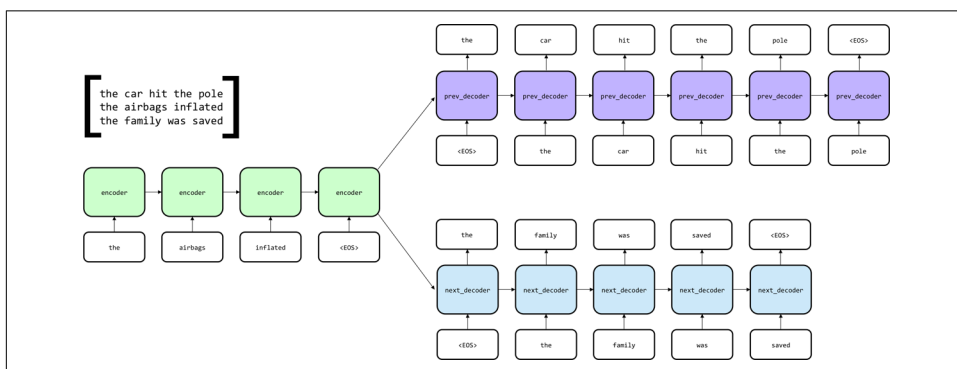 the car hit the pole <EOS>
prev_decoder prev_decoder prev_decoder prev_decoder prev_decoder prev_decoder
<EOS> the car hit the pole
the car hit the pole
the airbags inflated
the family was saved
encoder encoder encoder encoder
the airbags inflated <EOS>
the family was saved <EOS>
next_decoder next_decoder next_decoder next_decoder next_decoder
<EOS> the family was saved